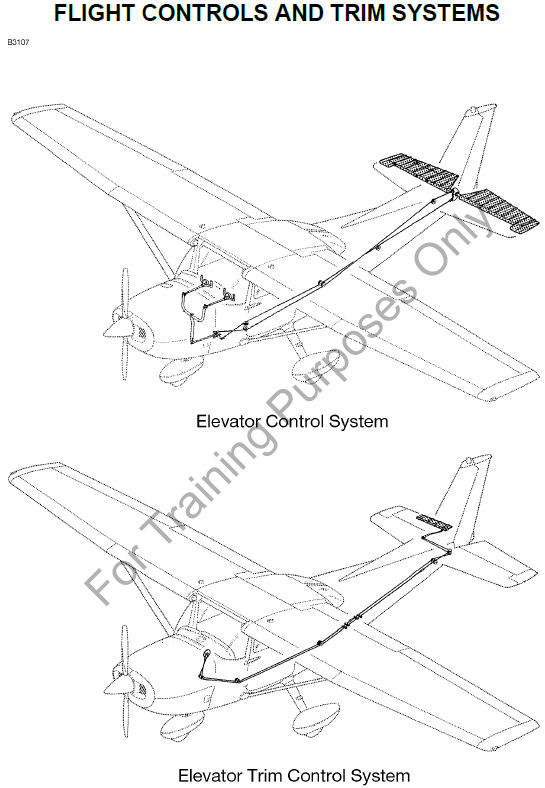 FLIGHT CONTROLS AND TRIM SYSTEMS
B3107
Elevator Control System
For Training Purposes Only
Elevator Trim Control System